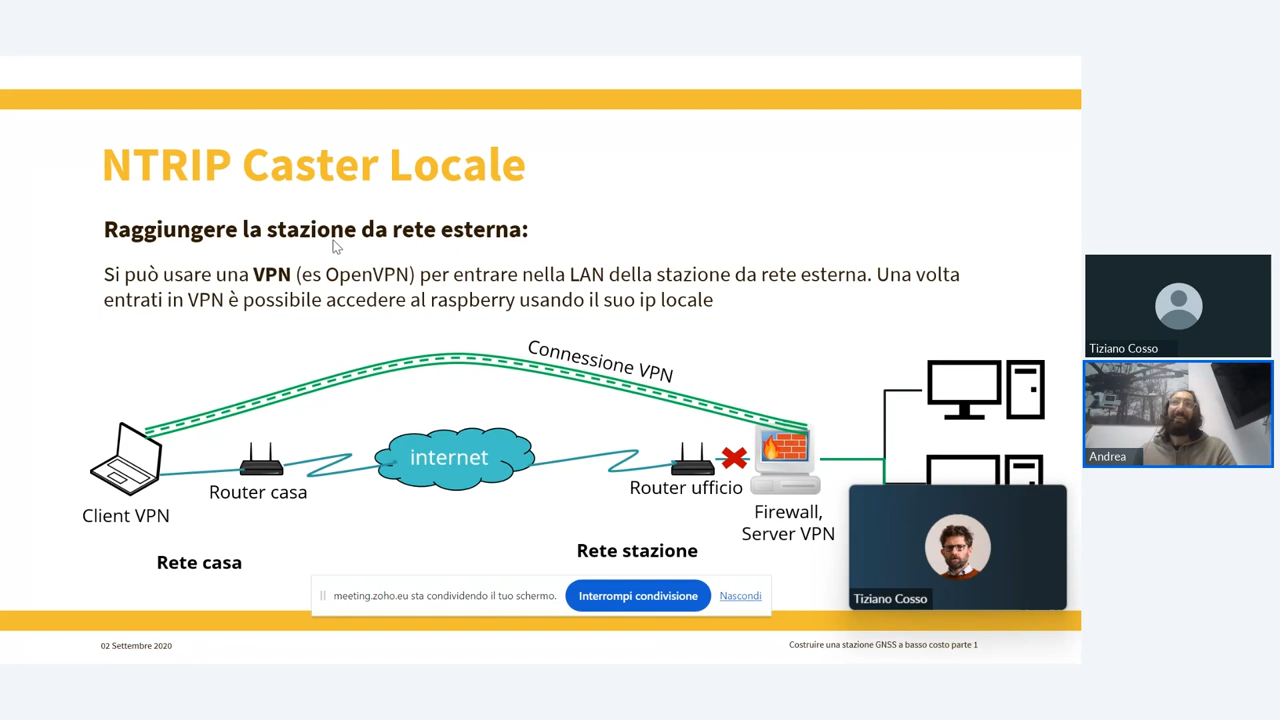 NTRIP Caster Locale
Raggiungere la stazione da rete esterna:
Si può usare una VPN (es OpenVPN) per entrare nella LAN della stazione da rete esterna. Una volta
entrati in VPN è possibile accedere al raspberry usando il suo ip locale
Connessione VPN
internet
Router casa
Router ufficio
Client VPN
Firewall,
Server VPN
Rete casa
Rete stazione
meeting.zoho.eu sta condividendo il tuo schermo.
Interrompi condivisione
Nascondi
Tiziano Cosso
02 Settembre 2020
Costruire una stazione GNSS a basso costo parte 1
Tiziano Cosso
Andrea